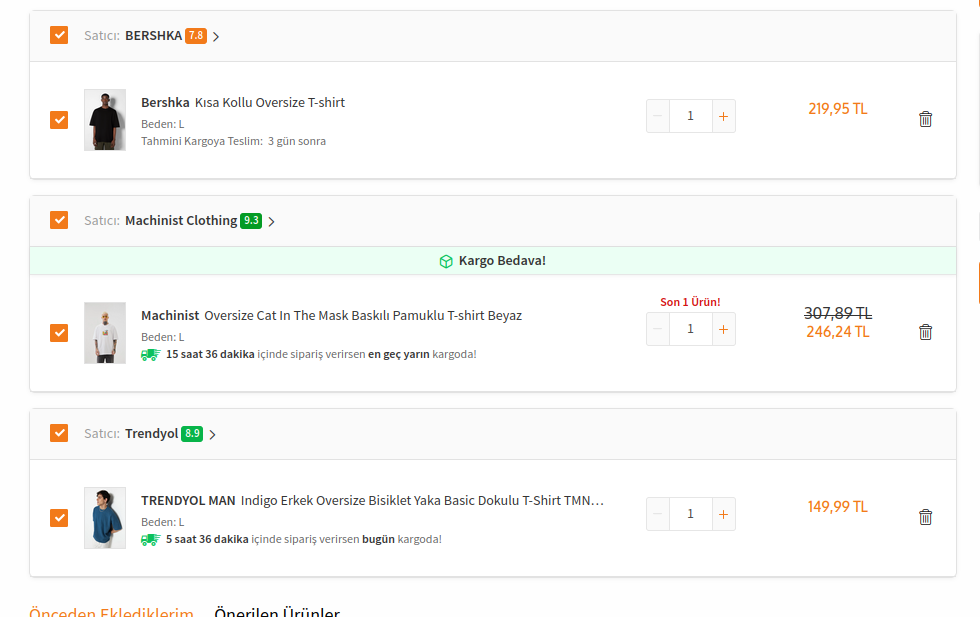 Satıcı: BERSHKA 7.8
Bershka Kısa Kollu Oversize T-shirt
Beden: L
Tahmini Kargoya Teslim: 3 gün sonra
1
219,95 TL
Satıcı: Machinist Clothing 9.3
Kargo Bedava!
Machinist Oversize Cat In The Mask Baskılı Pamuklu T-shirt Beyaz
Beden: L
15 saat 36 dakika içinde sipariş verirsen en geç yarın kargoda!
Son 1 Ürün!
1
307,89 TL
246,24 TL
Satıcı: Trendyol 8.9
TRENDYOL MAN Indigo Erkek Oversize Bisiklet Yaka Basic Dokulu T-Shirt TMN...
Beden: L
5 saat 36 dakika içinde sipariş verirsen bugün kargoda!
1
149,99 TL
Önceden Eklediklerim Önerilen Ürünler